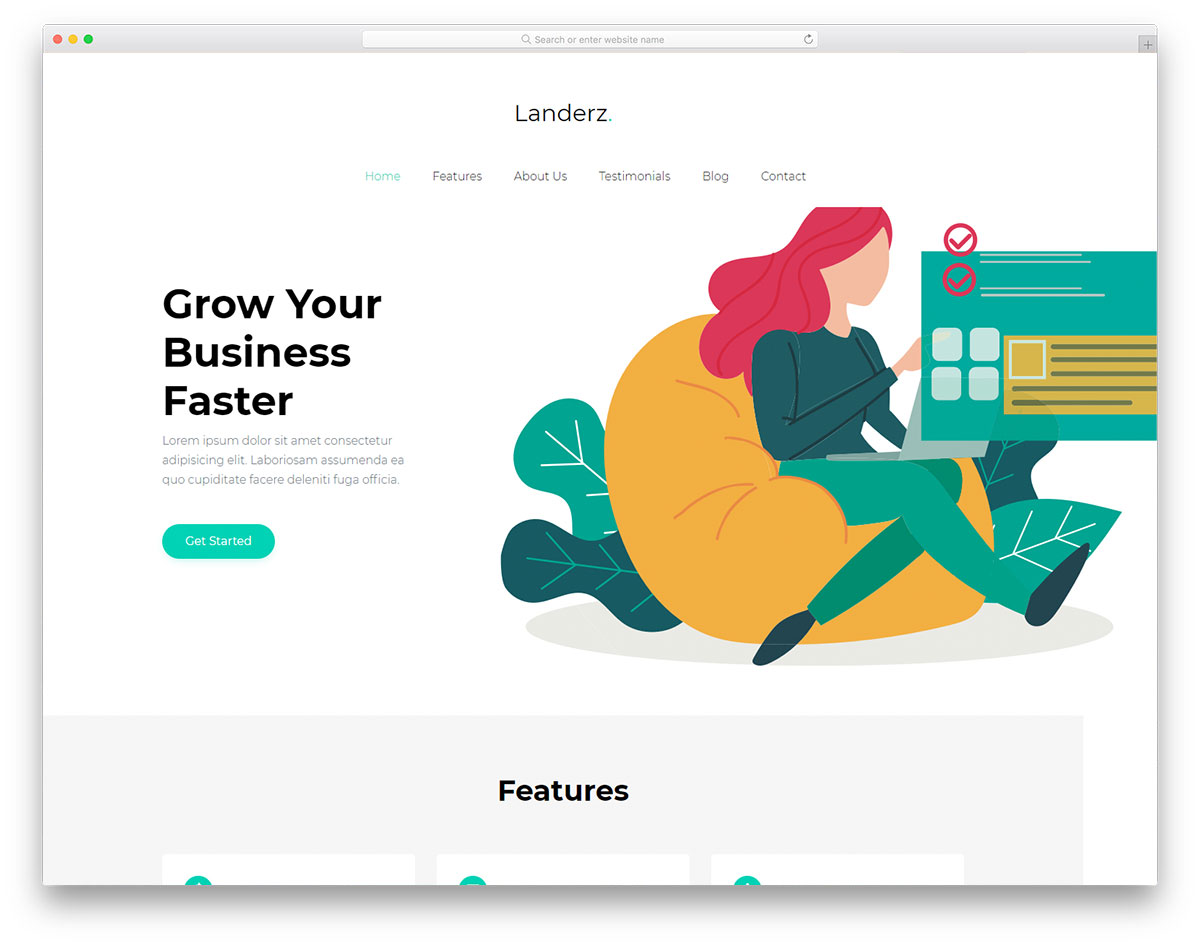 Search or enter website name
Landerz.
Home Features About Us Testimonials Blog Contact
Grow Your
Business
Faster
Lorem ipsum dolor sit amet consectetur
adipisicing elit. Laboriosam assumenda ea
quo cupiditate facere deleniti fuga officia.
Get Started
Features